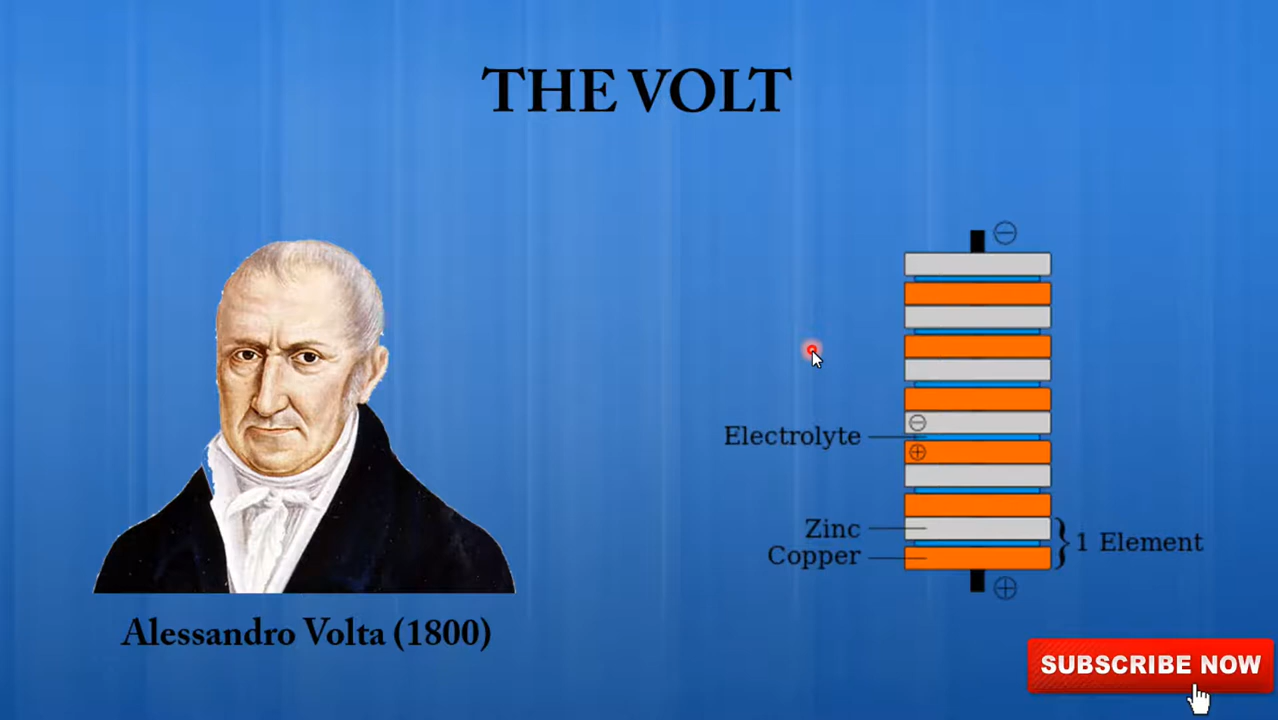 THE VOLT
⊖
Electrolyte
⊖
⊕
Zinc
Copper
1 Element
⊕
Alessandro Volta (1800)
SUBSCRIBE NOW